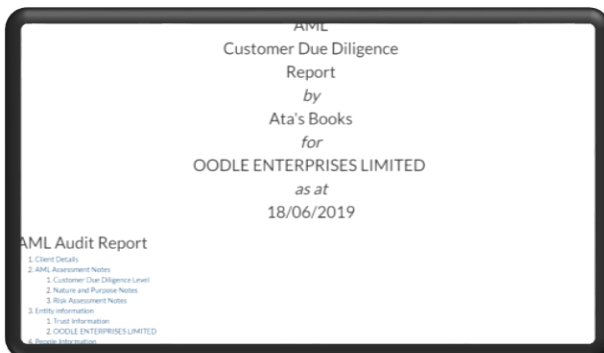 AML
Customer Due Diligence
Report
by
Ata's Books
for
OODLE ENTERPRISES LIMITED
as at
18/06/2019
AML Audit Report
1. Client Details
2. AML Assessment Notes
1. Customer Due Diligence Level
2. Nature and Purpose Notes
3. Risk Assessment Notes
3. Entity information
1. Trust Information
2. OODLE ENTERPRISES LIMITED
4. People Information